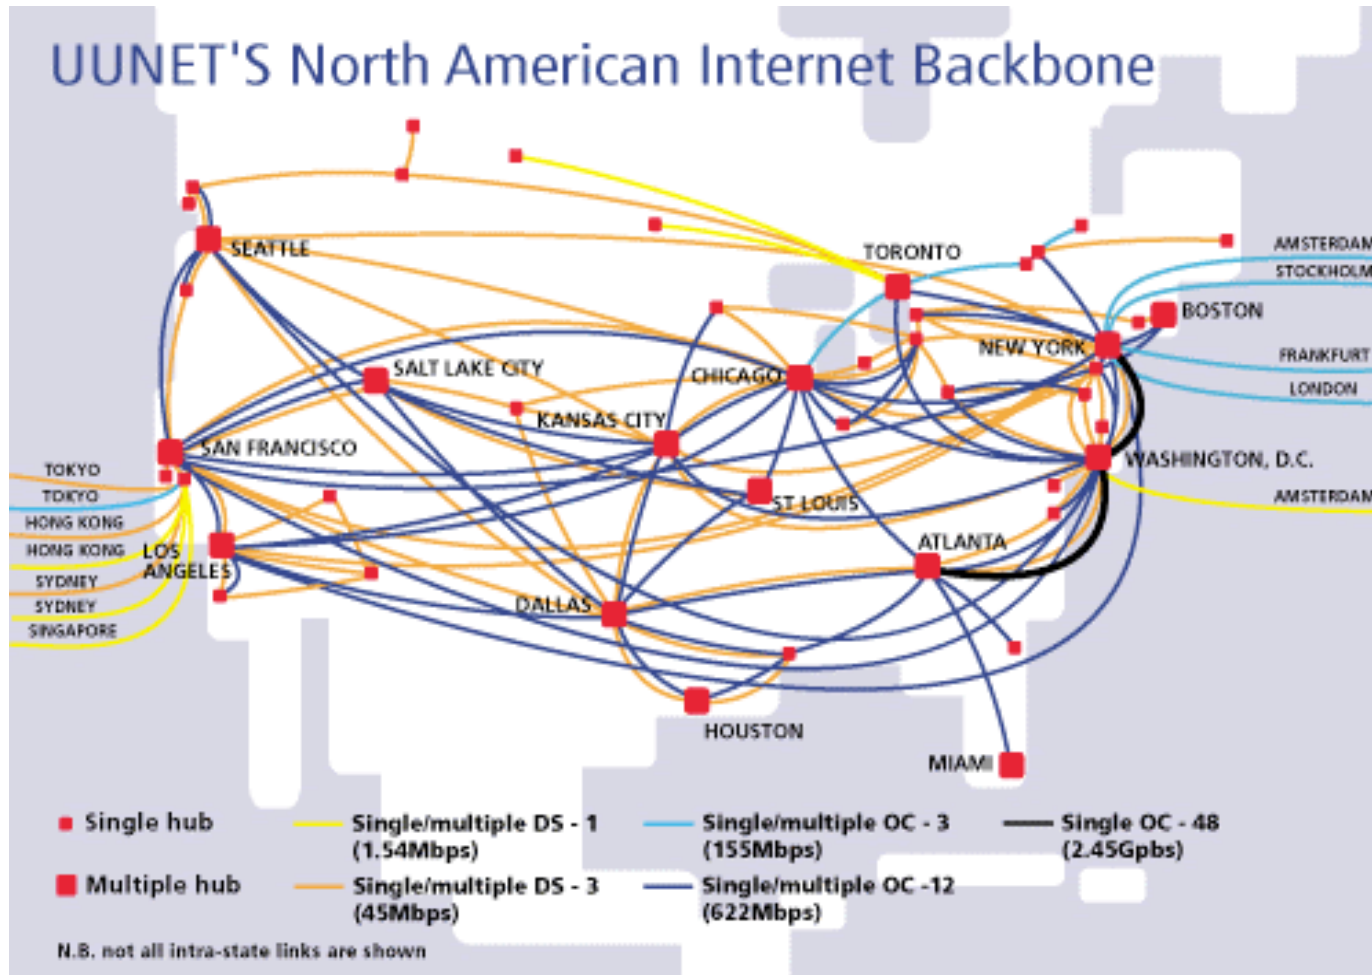 UUNET'S North American Internet Backbone
SEATTLE
TORONTO
AMSTERDAM
STOCKHOLM
BOSTON
NEW YORK
FRANKFURT
LONDON
SALT LAKE CITY
CHICAGO
KANSAS CITY
SAN FRANCISCO
WASHINGTON, D.C.
TOKYO
TOKYO
HONG KONG
HONG KONG
SYDNEY
SYDNEY
SINGAPORE
AMSTERDAM
ST LOUIS
LOS
ANGELES
ATLANTA
DALLAS
HOUSTON
MIAMI
Single hub
Multiple hub
Single/multiple DS - 1
(1.54Mbps)
Single/multiple DS - 3
(45Mbps)
Single/multiple OC - 3
(155Mbps)
Single/multiple OC -12
(622Mbps)
Single OC - 48
(2.45Gpbs)
N.B. not all intra-state links are shown